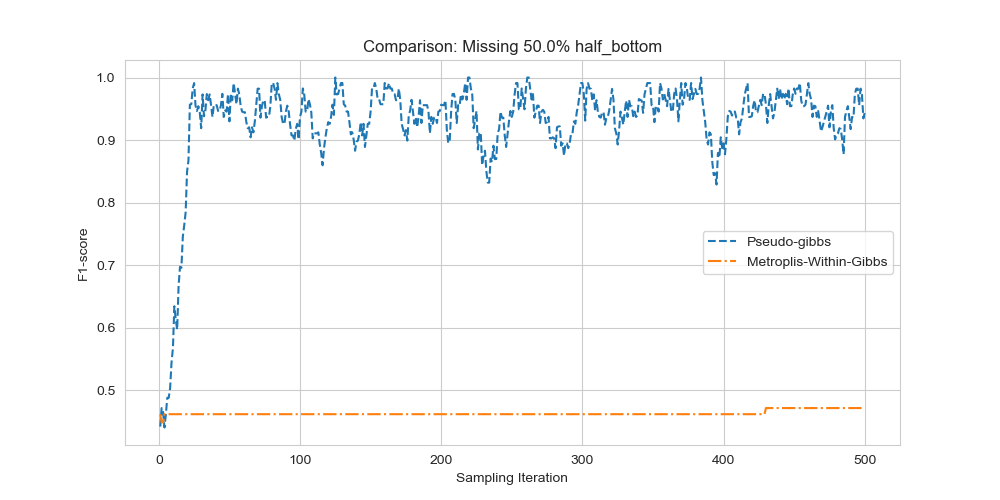 Comparison: Missing 50.0% half_bottom
1.0
0.9
0.8
0.7
0.6
0.5
F1-score
Pseudo-gibbs
Metroplis-Within-Gibbs
0 100 200 300 400 500
Sampling Iteration